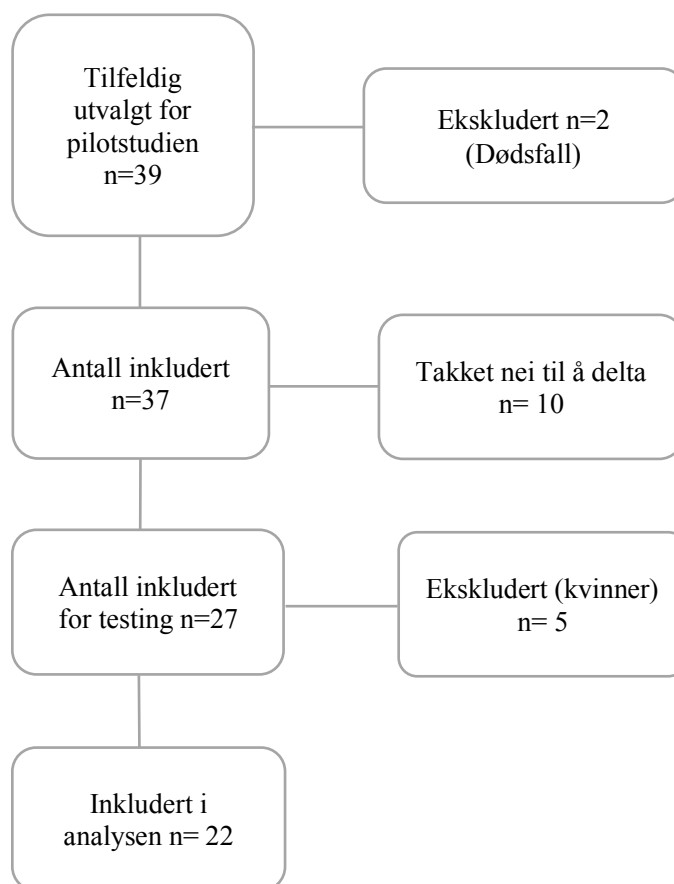 Tilfeldig
utvalgt for
pilotstudien
n=39
Ekskludert n=2
(Dødsfall)
Antall inkludert
n=37
Takket nei til å delta
n= 10
Antall inkludert
for testing n=27
Ekskludert (kvinner)
n= 5
Inkludert i
analysen n= 22